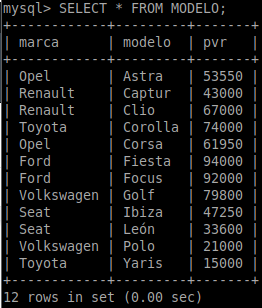 mysql> SELECT * FROM MODELO;
+------------+---------+-------+
| marca      | modelo  | pvr   |
+------------+---------+-------+
| Opel       | Astra   | 53550 |
| Renault    | Captur  | 43000 |
| Renault    | Clio    | 67000 |
| Toyota     | Corolla | 74000 |
| Opel       | Corsa   | 61950 |
| Ford       | Fiesta  | 94000 |
| Ford       | Focus   | 92000 |
| Volkswagen | Golf    | 79800 |
| Seat       | Ibiza   | 47250 |
| Seat       | León    | 33600 |
| Volkswagen | Polo    | 21000 |
| Toyota     | Yaris   | 15000 |
+------------+---------+-------+
12 rows in set (0.00 sec)